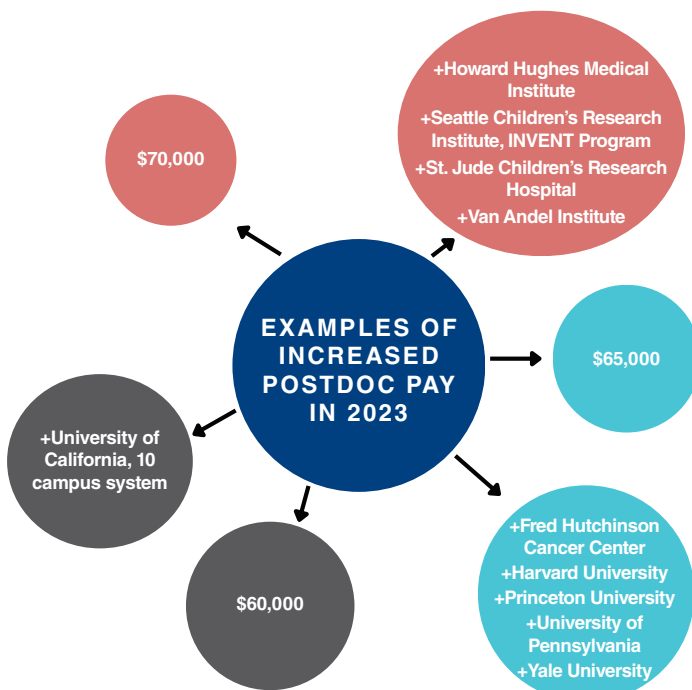 +Howard Hughes Medical
Institute
+Seattle Children’s Research
Institute, INVENT Program
+St. Jude Children’s Research
Hospital
+Van Andel Institute
$70,000
EXAMPLES OF
INCREASED
POSTDOC PAY
IN 2023
$65,000
+University of
California, 10
campus system
$60,000
+Fred Hutchinson
Cancer Center
+Harvard University
+Princeton University
+University of
Pennsylvania
+Yale University